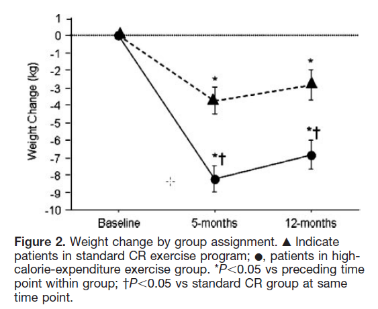 1
0
-1
-2
-3
-4
-5
-6
-7
-8
-9
-10
Weight Change (kg)
*
*
*†
*†
Baseline 6-months 12-months
Figure 2. Weight change by group assignment. ▲ Indicate
patients in standard CR exercise program; ●, patients in high-
calorie-expenditure exercise group. *P<0.05 vs preceding time
point within group; †P<0.05 vs standard CR group at same
time point.